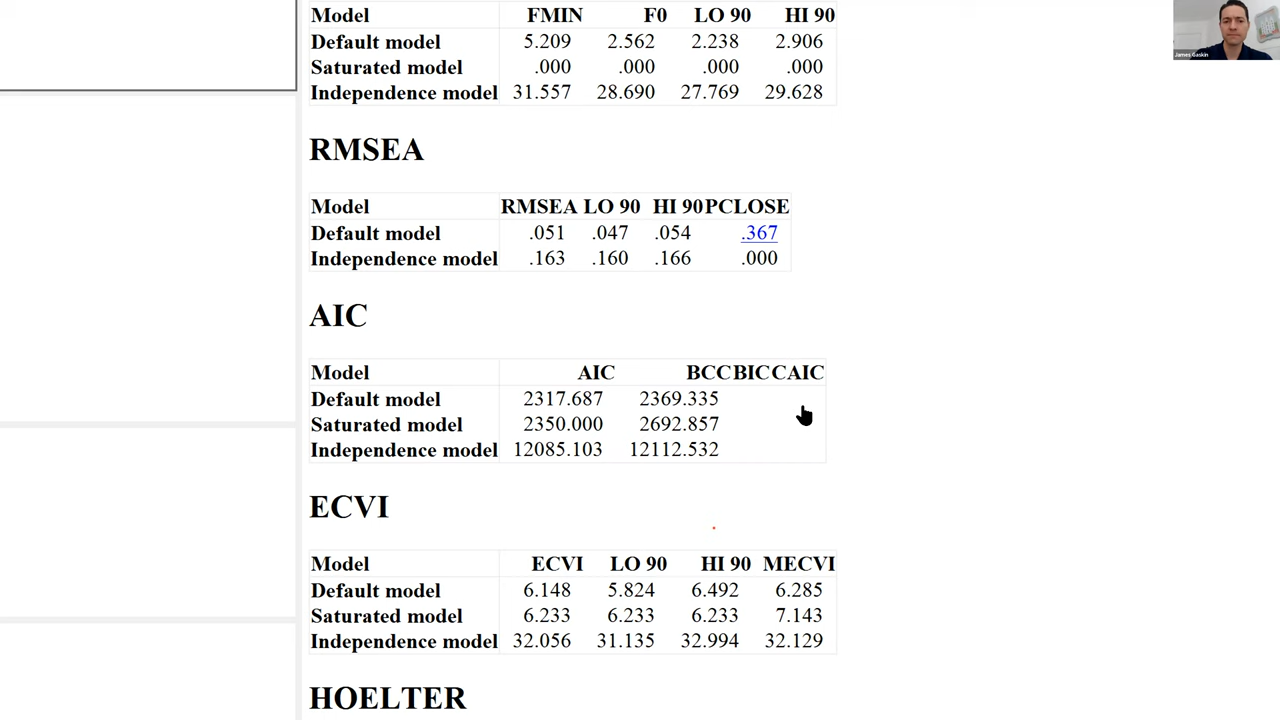 Model FMIN F0 LO 90 HI 90
Default model 5.209 2.562 2.238 2.906
Saturated model .000 .000 .000 .000
Independence model 31.557 28.690 27.769 29.628
RMSEA
Model RMSEA LO 90 HI 90 PCLOSE
Default model .051 .047 .054 .367
Independence model .163 .160 .166 .000
AIC
Model AIC BCC BIC CAIC
Default model 2317.687 2369.335
Saturated model 2350.000 2692.857
Independence model 12085.103 12112.532
ECVI
Model ECVI LO 90 HI 90 MECVI
Default model 6.148 5.824 6.492 6.285
Saturated model 6.233 6.233 6.233 7.143
Independence model 32.056 31.135 32.994 32.129
HOELTER
James Gaskin